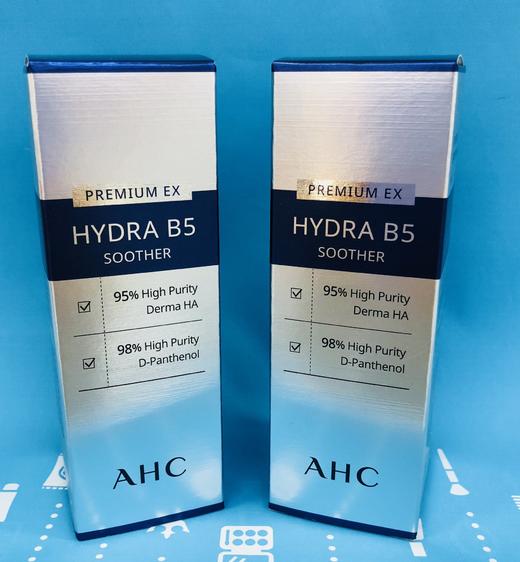 PREMIUM EX
HYDRA B5
SOOTHER
95% High Purity
Derma HA
98% High Purity
D-Panthenol
AHC
PREMIUM EX
HYDRA B5
SOOTHER
95% High Purity
Derma HA
98% High Purity
D-Panthenol
AHC